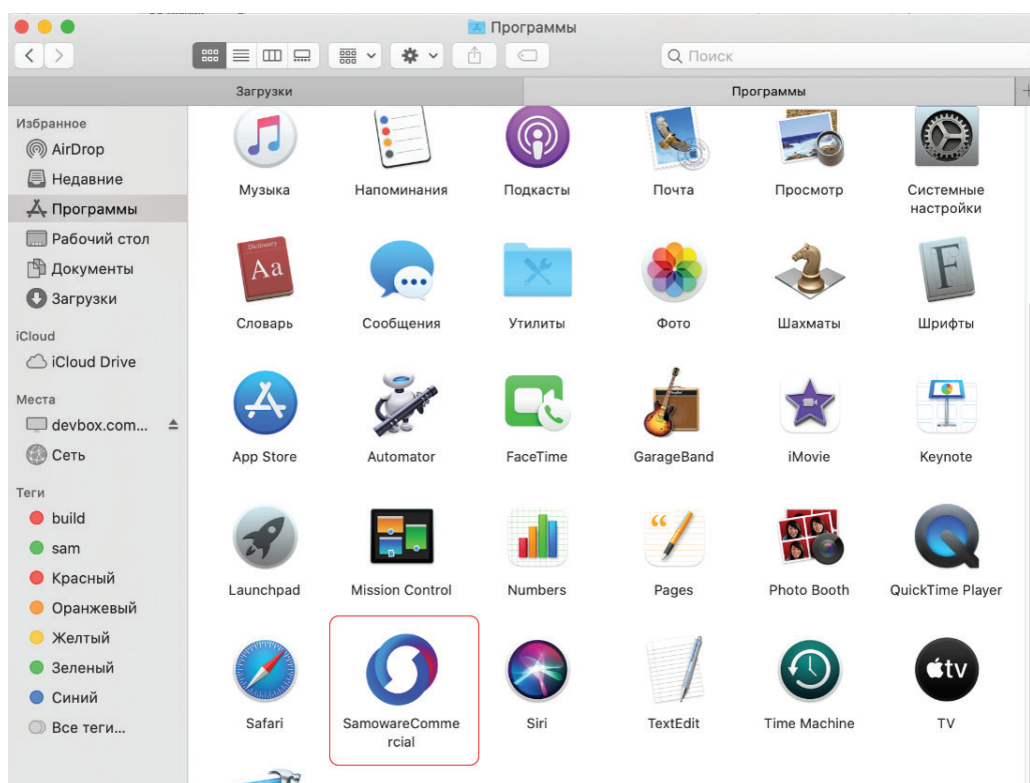 Программы
Поиск
Загрузки
Программы
Избранное
AirDrop
Недавние
Программы
Рабочий стол
Документы
Загрузки
iCloud
iCloud Drive
Места
devbox.com...
Сеть
Теги
build
sam
Красный
Оранжевый
Желтый
Зеленый
Синий
Все теги...
Музыка
Напоминания
Подкасты
Почта
Просмотр
Системные
настройки
Dictionary
Aa
F
Словарь
Сообщения
Утилиты
Фото
Шахматы
Шрифты
App Store
Automator
FaceTime
GarageBand
iMovie
Keynote
Launchpad
Mission Control
Numbers
Pages
Photo Booth
QuickTime Player
tv
Safari
SamowareComme
rcial
Siri
TextEdit
Time Machine
TV